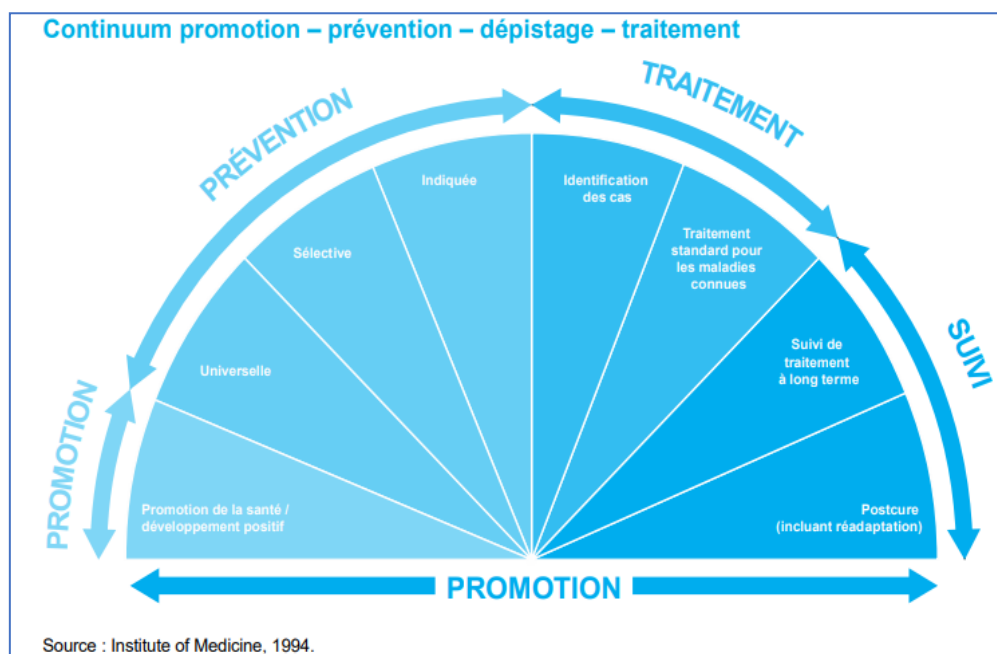 Continuum promotion – prévention – dépistage – traitement
PROMOTION
PRÉVENTION
TRAITEMENT
SUIVI
Promotion de la santé /
développement positif
Universelle
Sélective
Indiquée
Identification
des cas
Traitement
standard pour
les maladies
connues
Suivi de
traitement
à long terme
Postcure
(incluant réadaptation)
PROMOTION
Source : Institute of Medicine, 1994.